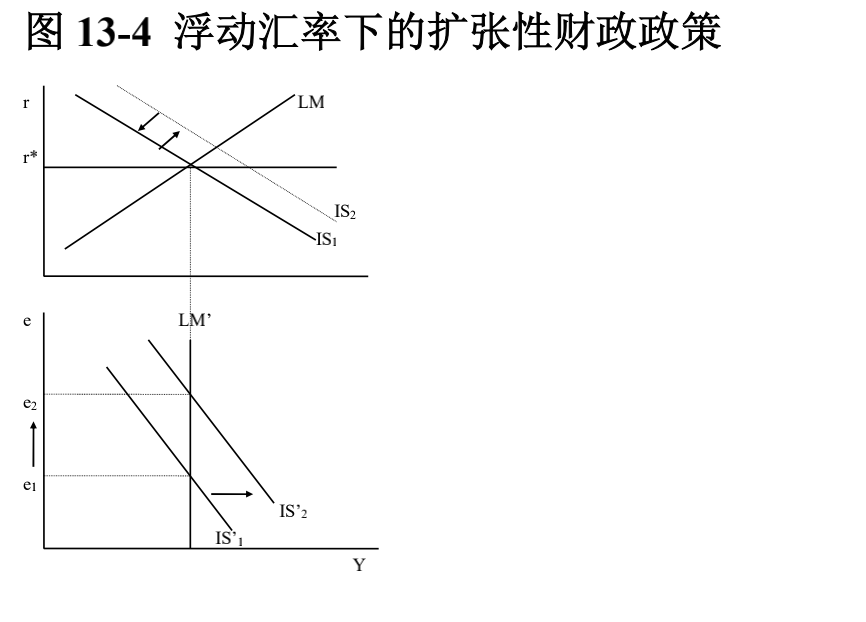 图 13-4 浮动汇率下的扩张性财政政策
r
LM
r*
IS₂
IS₁
e
LM’
e₂
e₁
IS’₂
IS’₁
Y